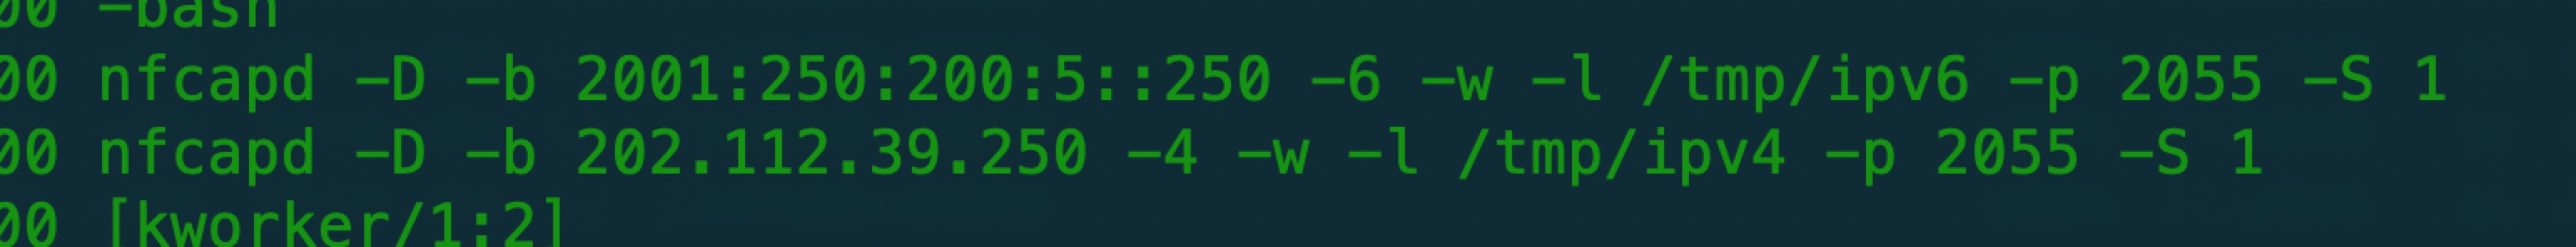 00 -bash
00 nfcapd -D -b 2001:250:200:5::250 -6 -w -l /tmp/ipv6 -p 2055 -S 1
00 nfcapd -D -b 202.112.39.250 -4 -w -l /tmp/ipv4 -p 2055 -S 1
00 [kworker/1:2]